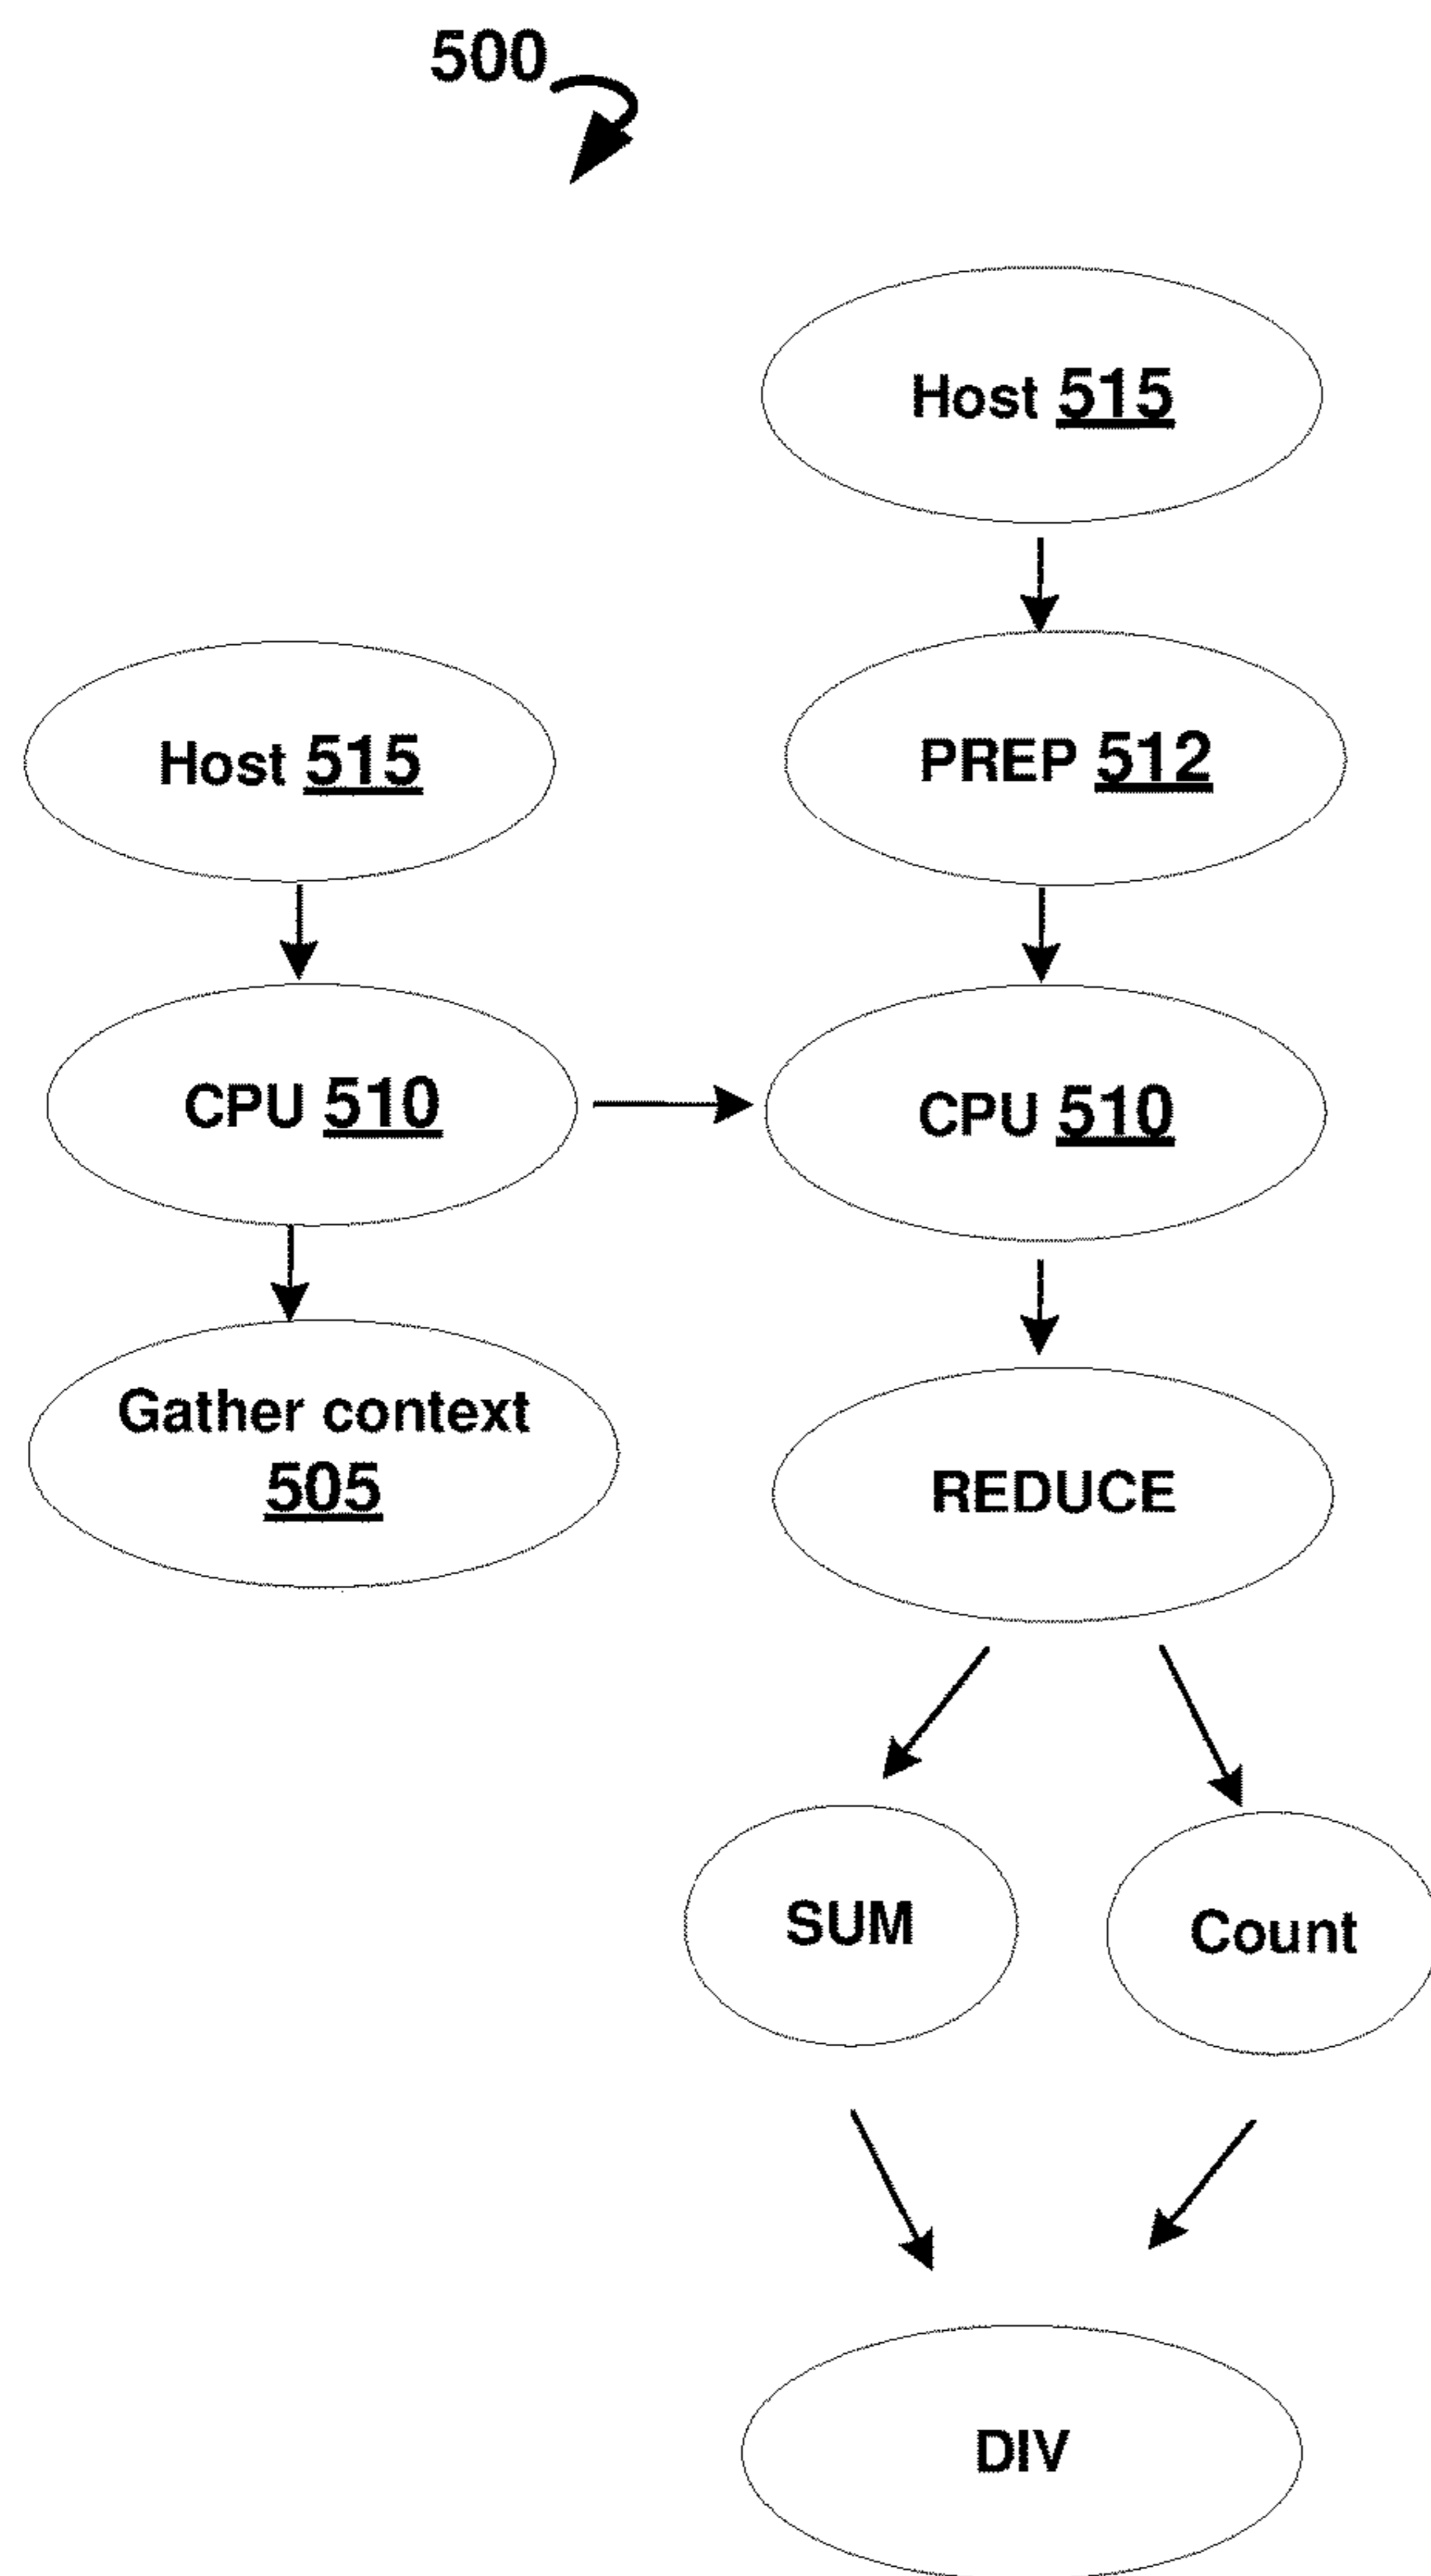 500
Host 515
Host 515
PREP 512
CPU 510
CPU 510
Gather context
505
REDUCE
SUM
Count
DIV